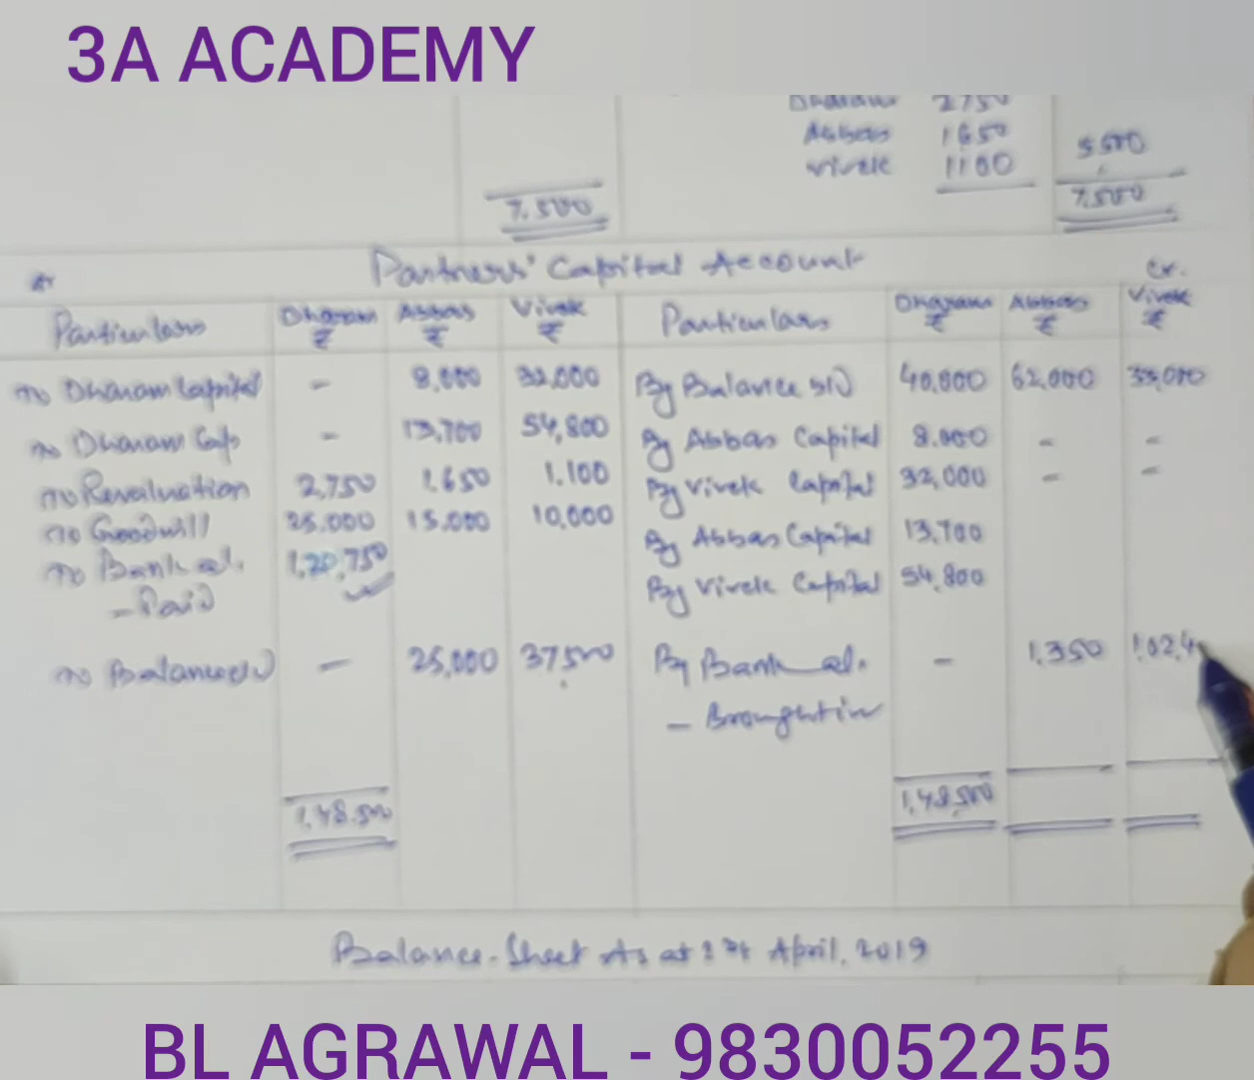 3A ACADEMY
Dharam 2750
Abbas 1650 5500
Vivek 1100
7,500 7,500
Partners' Capital Account
Dr Cr.
Particulars Dharam ₹ Abbas ₹ Vivek ₹ Particulars Dharam ₹ Abbas ₹ Vivek ₹
To Dharam Capital - 8,000 32,000 By Balance b/d 40,000 62,000 33,000
To Dharam Cap - 13,700 54,800 By Abbas Capital 8.000 - -
To Revaluation 2,750 1,650 1.100 By Vivek Capital 32,000 - -
To Goodwill 25.000 15.000 10,000 By Abbas Capital 13,700
To Bank a/c. 1,20,750 By Vivek Capital 54,800
- Paid
To Balance c/d - 25,000 37,500 By Bank a/c. - 1,350 1,02,4
- Brought in
1,48,500 1,48,500
Balance-Sheet As at 1st April, 2019
BL AGRAWAL - 9830052255